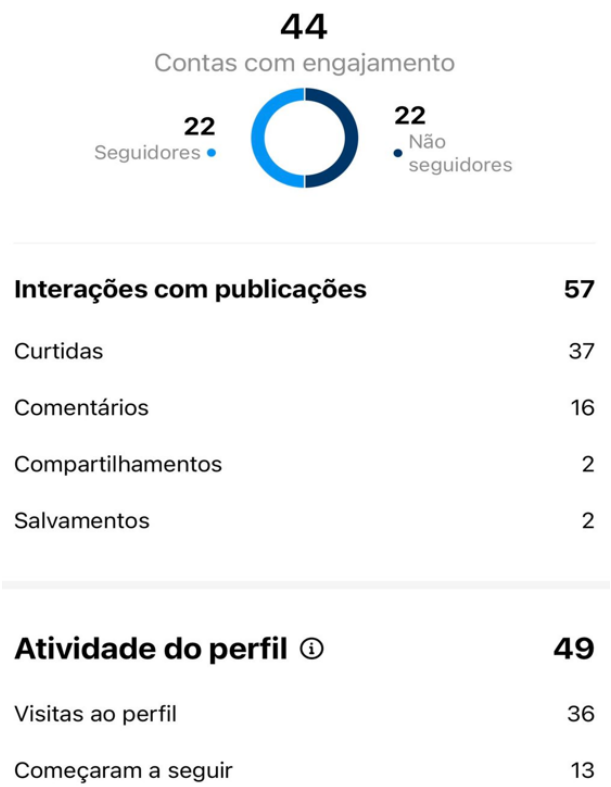 44
Contas com engajamento
22
Seguidores
22
Não
seguidores
Interações com publicações 57
Curtidas 37
Comentários 16
Compartilhamentos 2
Salvamentos 2
Atividade do perfil 49
Visitas ao perfil 36
Começaram a seguir 13